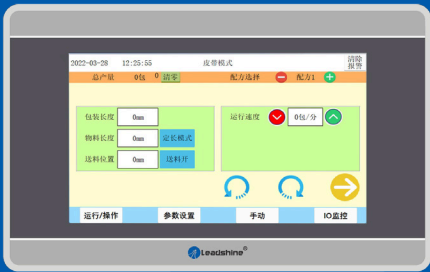 2022-03-28 12:25:55 皮带模式 清除报警
总产量 0包 0 清零 配方选择 配方1
包装长度 0mm 运行速度 0包/分
物料长度 0mm 定长模式
送料位置 0mm 送料开
运行/操作 参数设置 手动 IO监控
Leadshine®